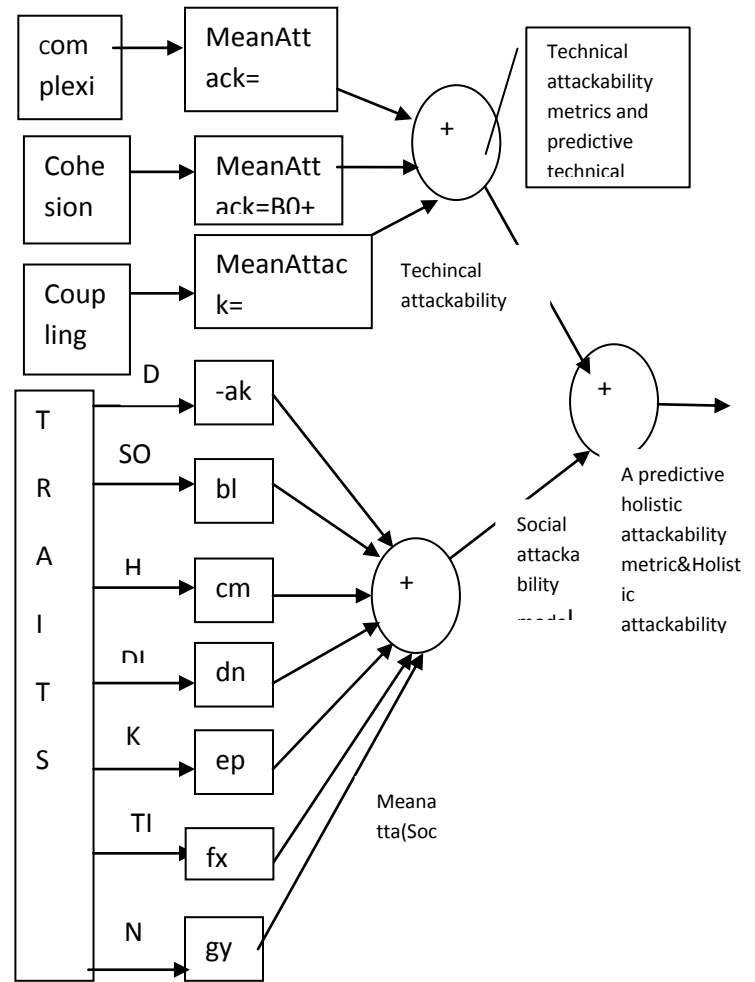 com
plexi
MeanAtt
ack=
+
Technical
attackability
metrics and
predictive
technical
Cohe
sion
MeanAtt
ack=B0+
Coup
ling
MeanAttac
k=
Techincal
attackability
+
T
R
A
I
T
S
D
-ak
SO
bl
H
cm
DI
dn
K
ep
TI
fx
N
gy
+
Social
attacka
bility
model
A predictive
holistic
attackability
metric&Holist
ic
attackability
Meana
tta(Soc